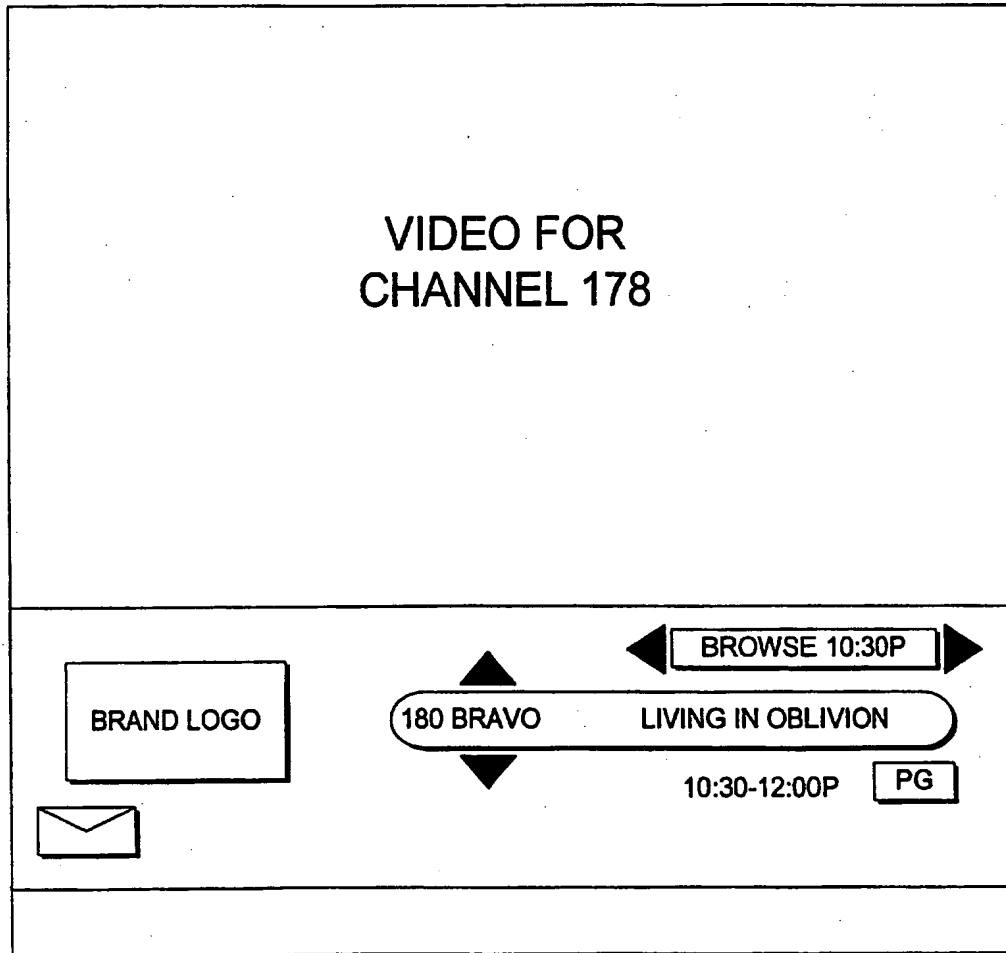 VIDEO FOR
CHANNEL 178
BROWSE 10:30P
BRAND LOGO
180 BRAVO LIVING IN OBLIVION
10:30-12:00P PG